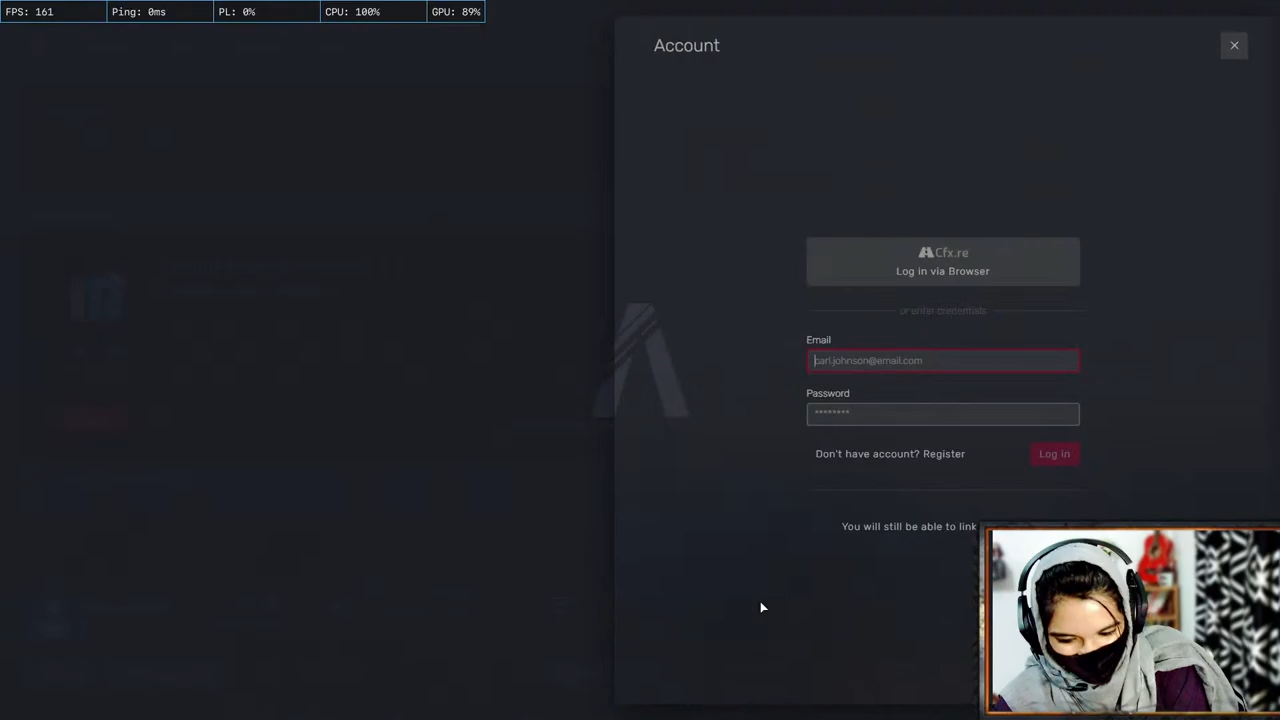 FPS: 161 Ping: 0ms PL: 0% CPU: 100% GPU: 89%
Account
Cfx.re
Log in via Browser
or enter credentials
Email
carl.johnson@email.com
Password
********
Don't have account? Register
Log in
You will still be able to link